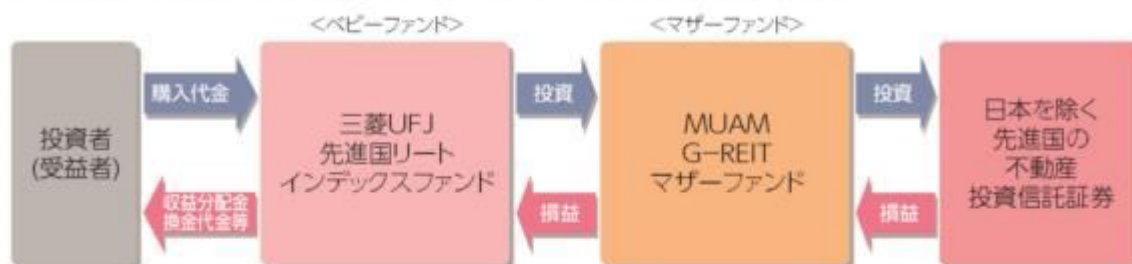 <ベビーファンド>
<マザーファンド>
投資者
(受益者)
購入代金
収益分配金
換金代金等
三菱UFJ
先進国リート
インデックスファンド
投資
損益
MUAM
G-REIT
マザーファンド
投資
損益
日本を除く
先進国の
不動産
投資信託証券